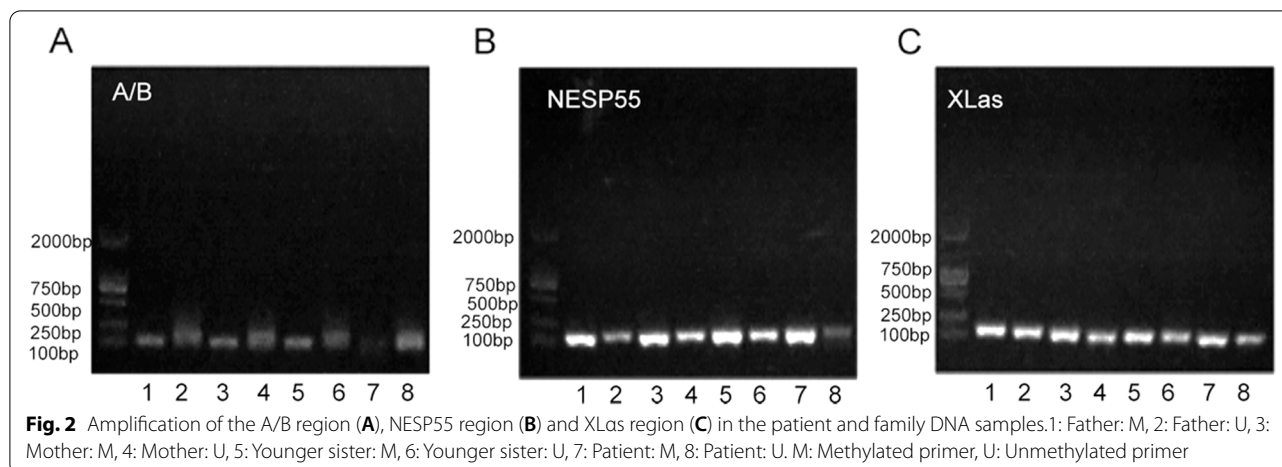 A
B
C
A/B
NESP55
XLas
2000bp
750bp
500bp
250bp
100bp
2000bp
750bp
500bp
250bp
100bp
2000bp
750bp
500bp
250bp
100bp
1 2 3 4 5 6 7 8
1 2 3 4 5 6 7 8
1 2 3 4 5 6 7 8
Fig. 2 Amplification of the A/B region (A), NESP55 region (B) and XLαs region (C) in the patient and family DNA samples.1: Father: M, 2: Father: U, 3:
Mother: M, 4: Mother: U, 5: Younger sister: M, 6: Younger sister: U, 7: Patient: M, 8: Patient: U. M: Methylated primer, U: Unmethylated primer